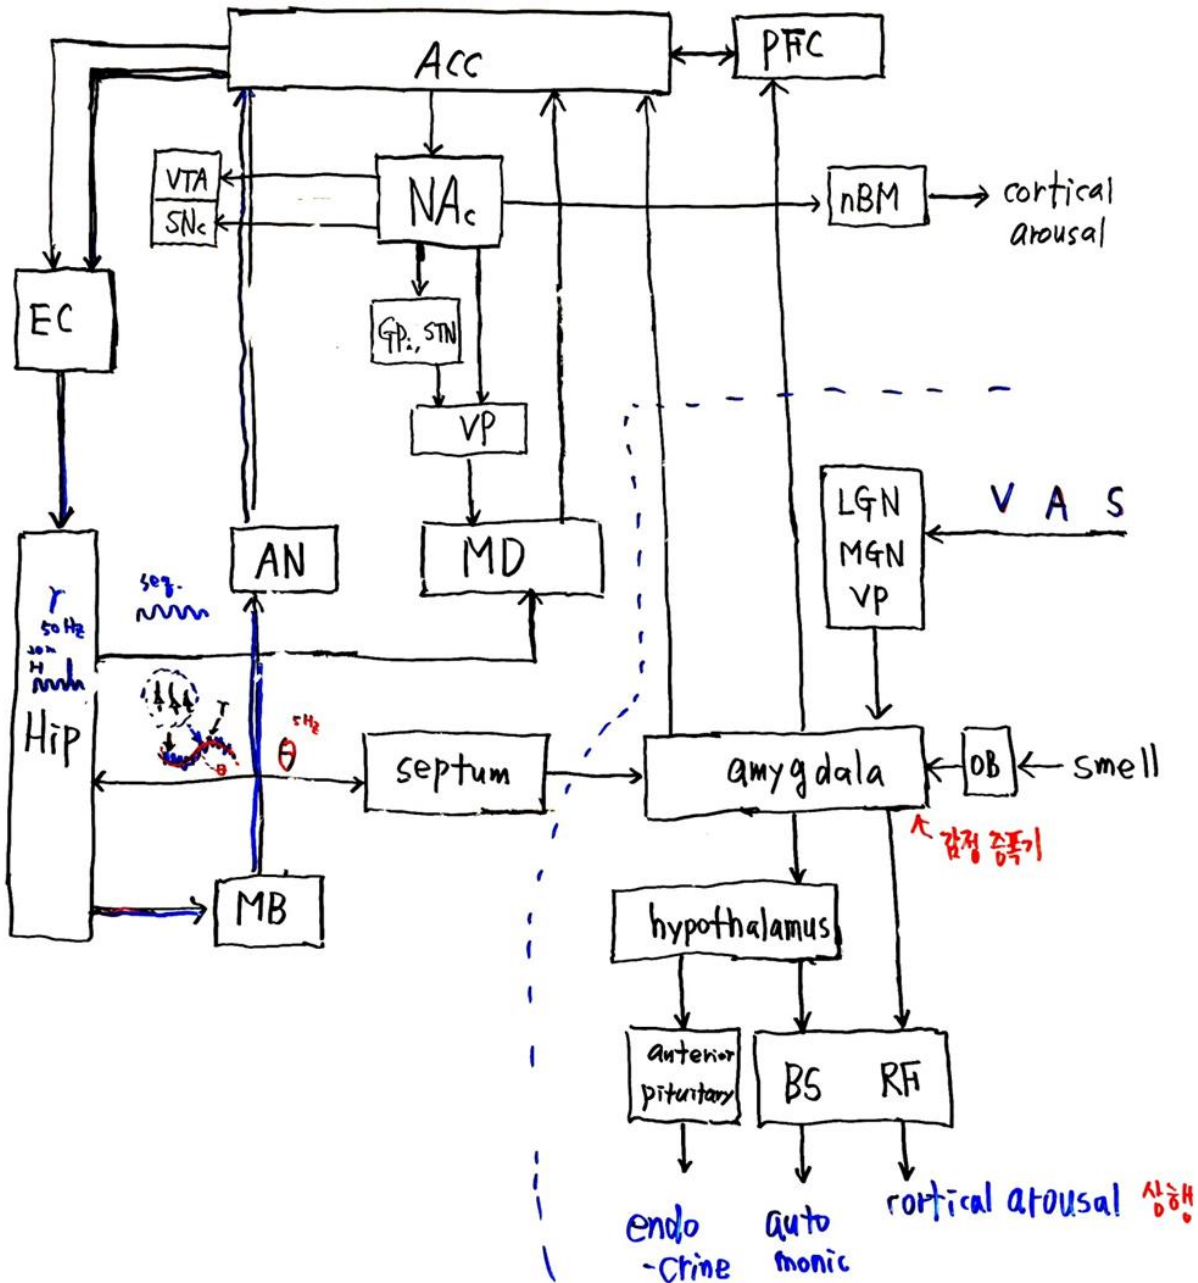 ACC
PFC
VTA
SNc
NAc
nBM
cortical
arousal
EC
GPi, STN
VP
LGN
MGN
VP
V A S
AN
MD
seq.
γ
50Hz
Hip
θ
5Hz
θ
septum
amygdala
OB
smell
감정 증폭기
MB
hypothalamus
anterior
pituitary
BS RF
endo
-crine
auto
monic
cortical arousal 상행